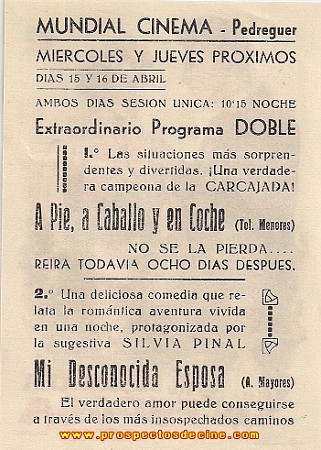 MUNDIAL CINEMA - Pedreguer
MIERCOLES Y JUEVES PROXIMOS
DIAS 15 Y 16 DE ABRIL
AMBOS DIAS SESION UNICA: 10'15 NOCHE
Extraordinario Programa DOBLE
1.º Las situaciones más sorpren-
dentes y divertidas. ¡Una verdade-
ra campeona de la CARCAJADA!
A Pie, a Caballo y en Coche (Tol. Menores)
NO SE LA PIERDA....
REIRA TODAVIA OCHO DIAS DESPUES.
2.º Una deliciosa comedia que re-
lata la romántica aventura vivida
en una noche, protagonizada por
la sugestiva SILVIA PINAL
Mi Desconocida Esposa (A. Mayores)
El verdadero amor puede conseguirse
a través de los más insospechados caminos
www.prospectosdecine.com